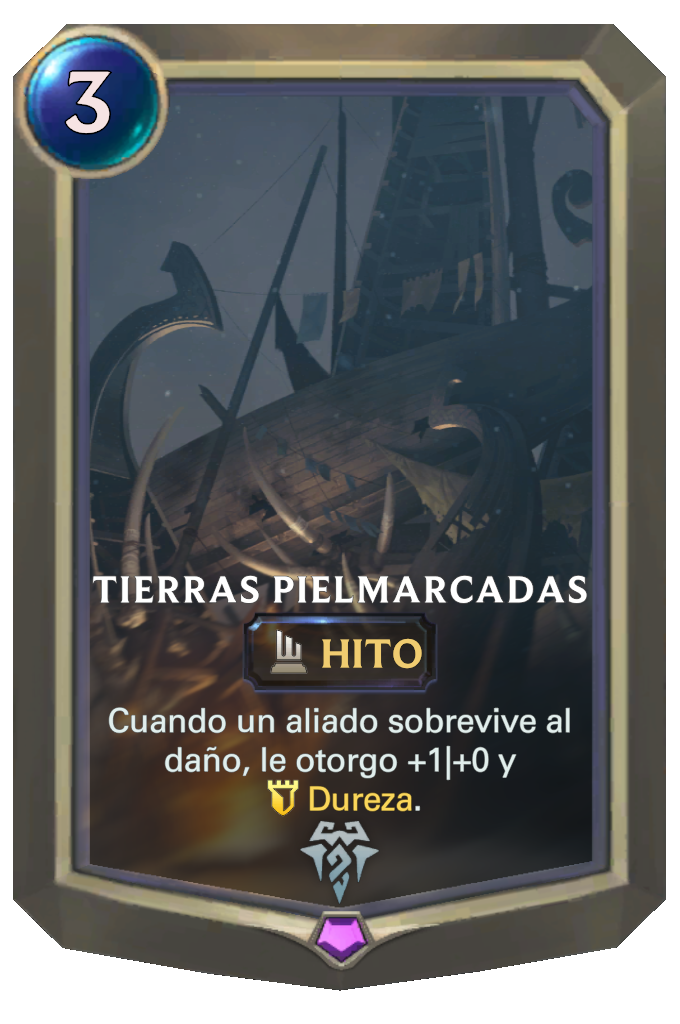 3
TIERRAS PIELMARCADAS
HITO
Cuando un aliado sobrevive al
daño, le otorgo +1|+0 y
Dureza.